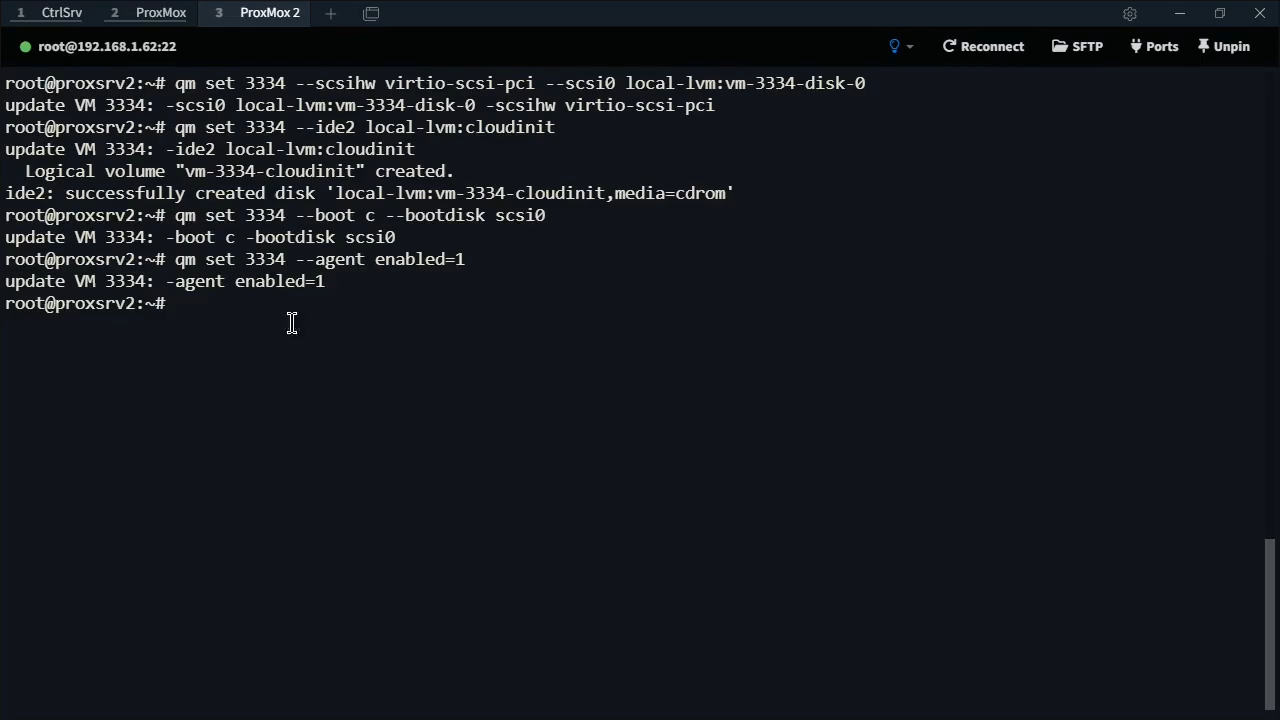 1 CtrlSrv 2 ProxMox 3 ProxMox 2
root@192.168.1.62:22 Reconnect SFTP Ports Unpin
root@proxsrv2:~# qm set 3334 --scsihw virtio-scsi-pci --scsi0 local-lvm:vm-3334-disk-0
update VM 3334: -scsi0 local-lvm:vm-3334-disk-0 -scsihw virtio-scsi-pci
root@proxsrv2:~# qm set 3334 --ide2 local-lvm:cloudinit
update VM 3334: -ide2 local-lvm:cloudinit
  Logical volume "vm-3334-cloudinit" created.
ide2: successfully created disk 'local-lvm:vm-3334-cloudinit,media=cdrom'
root@proxsrv2:~# qm set 3334 --boot c --bootdisk scsi0
update VM 3334: -boot c -bootdisk scsi0
root@proxsrv2:~# qm set 3334 --agent enabled=1
update VM 3334: -agent enabled=1
root@proxsrv2:~#